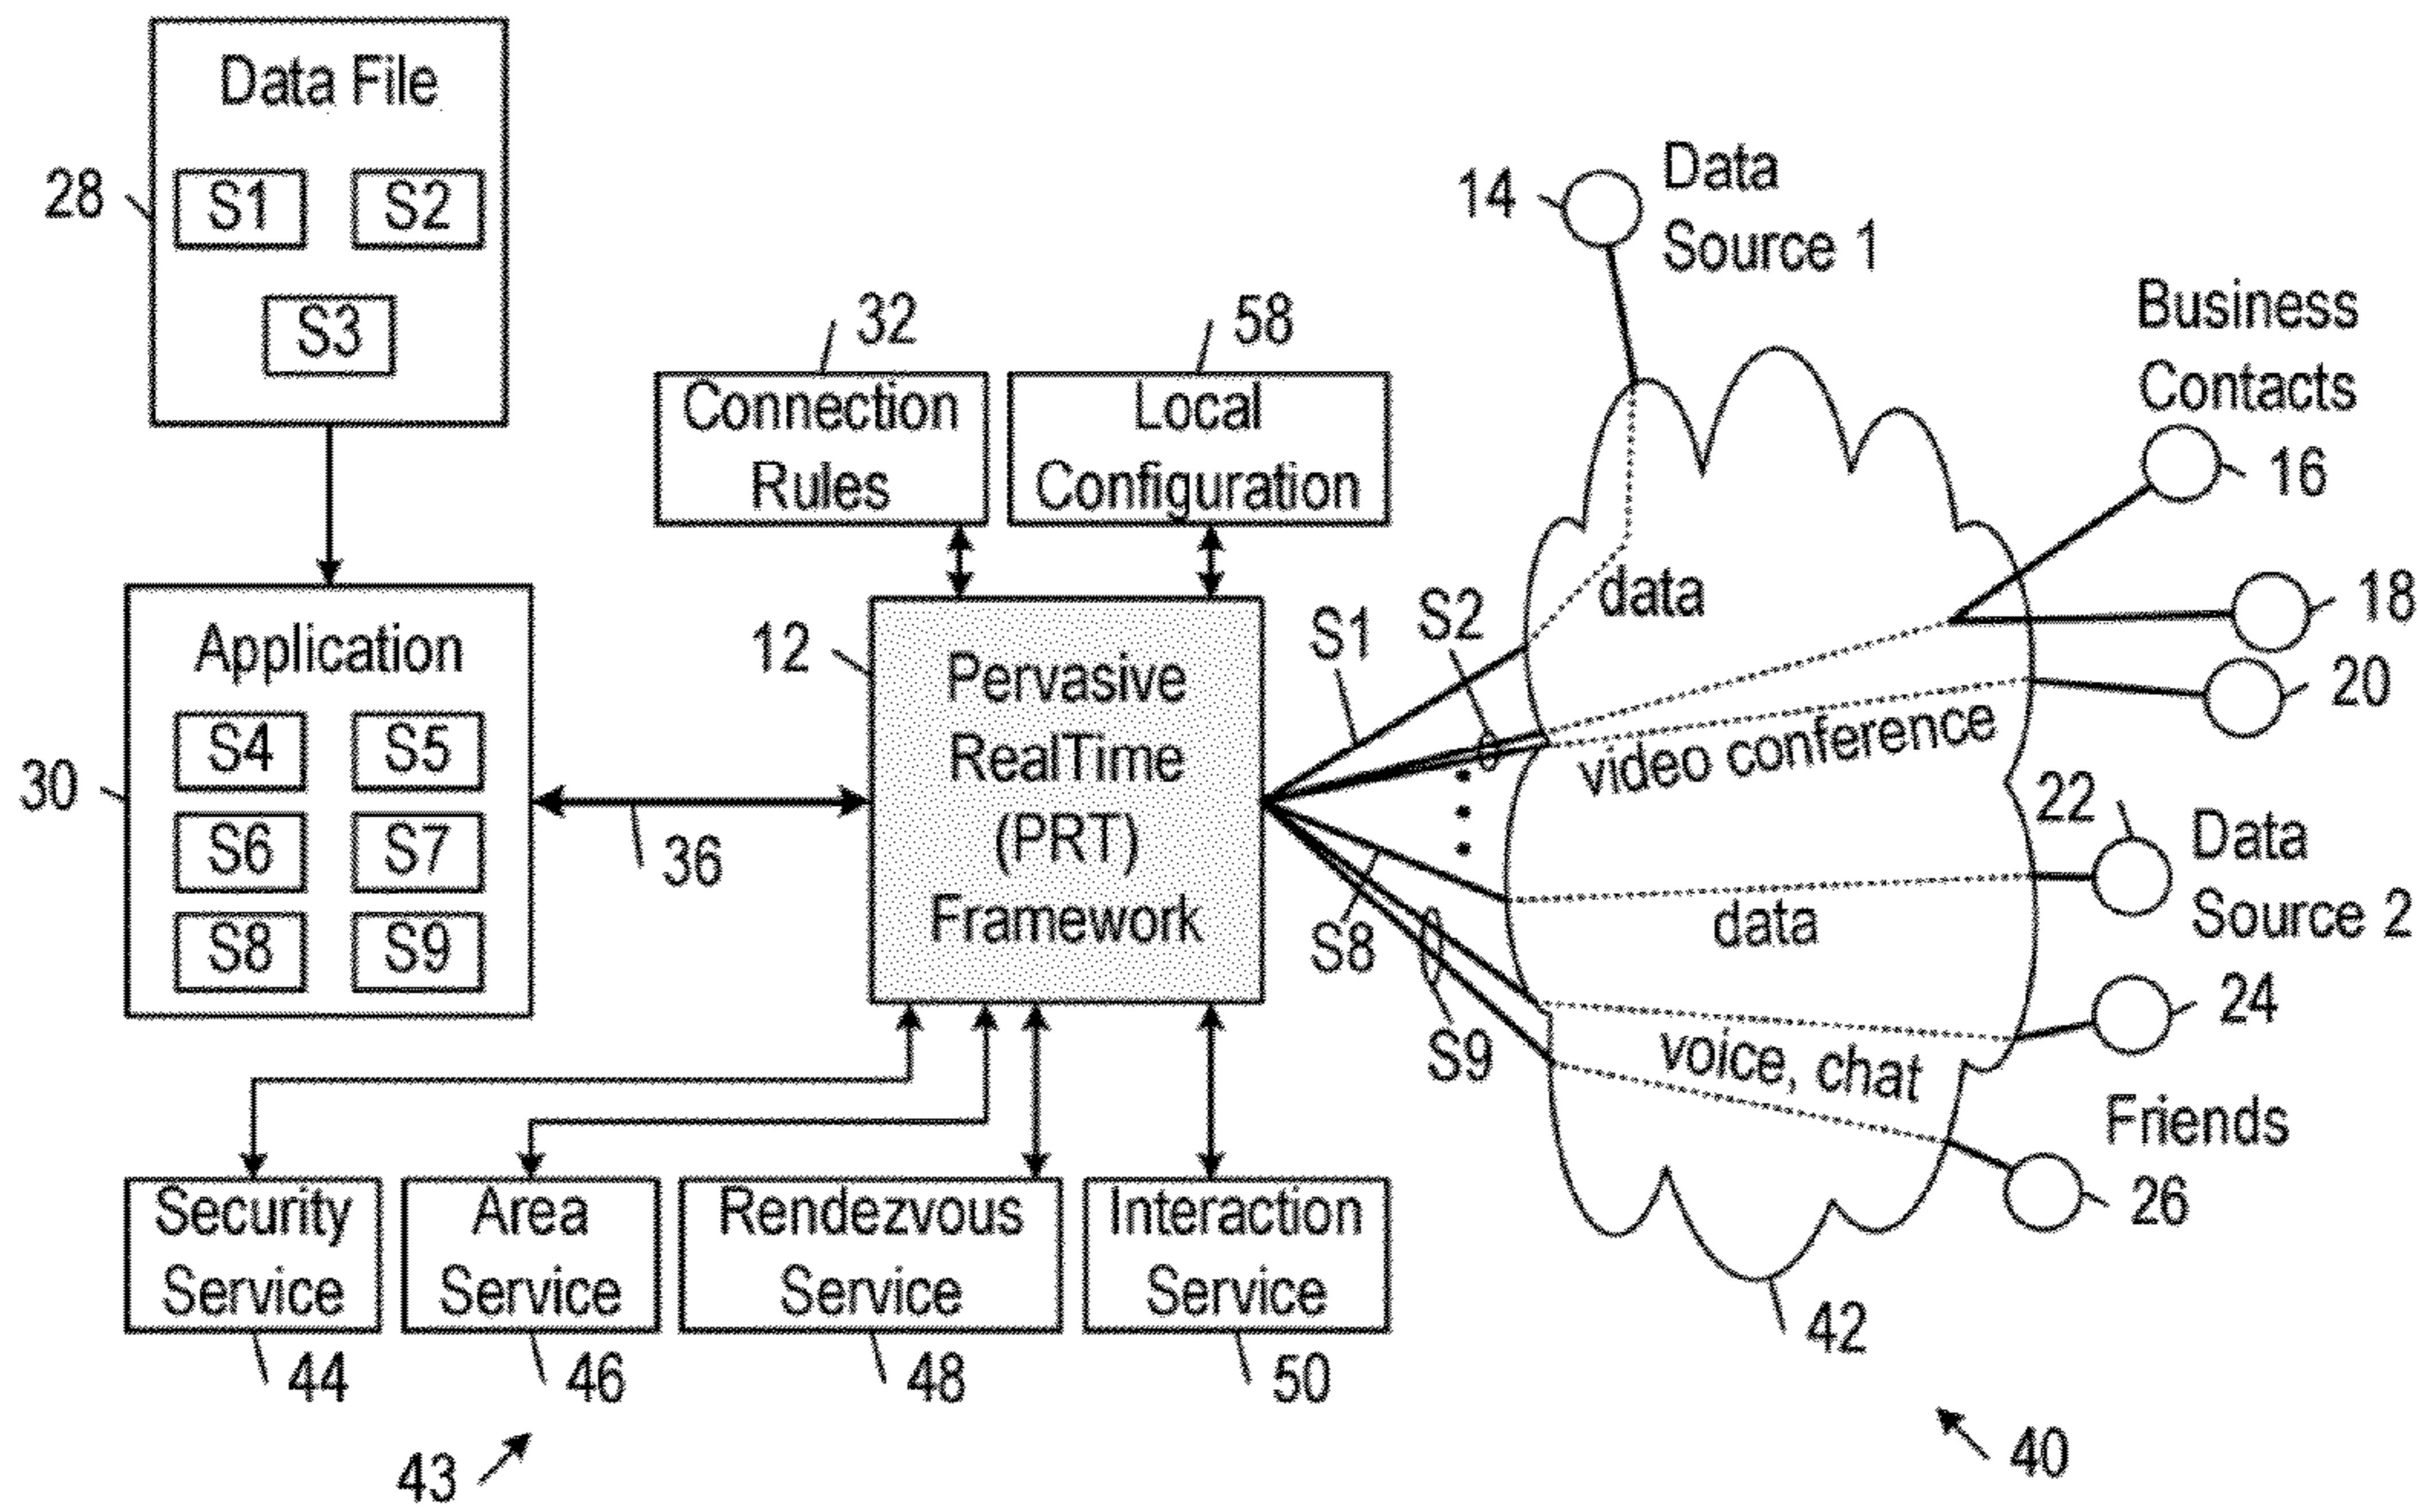 Data File
28
S1
S2
S3
14
Data
Source 1
Business
Contacts
16
32
58
Connection
Rules
Local
Configuration
18
20
Application
30
S4
S5
S6
S7
S8
S9
36
12
Pervasive
RealTime
(PRT)
Framework
S1
S2
S8
S9
data
video conference
data
voice, chat
22
Data
Source 2
24
Friends
26
Security
Service
Area
Service
Rendezvous
Service
Interaction
Service
44
46
48
50
42
43
40